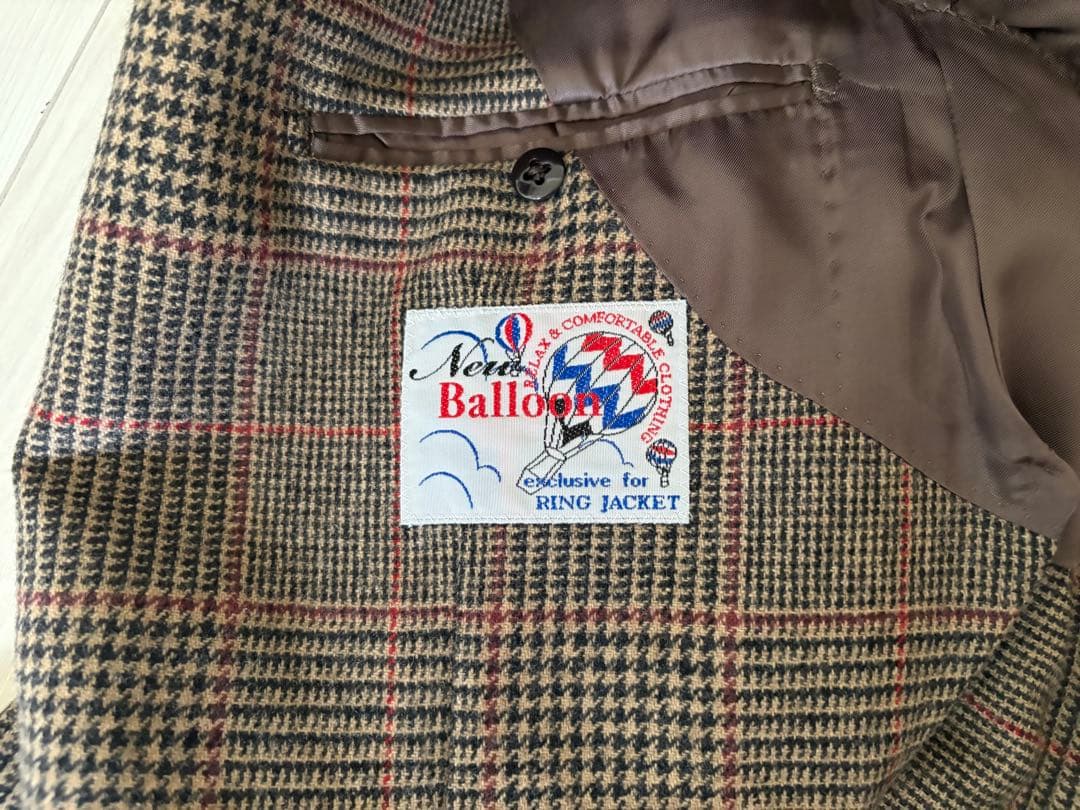 New
Balloon
RELAX & COMFORTABLE CLOTHING
exclusive for
RING JACKET